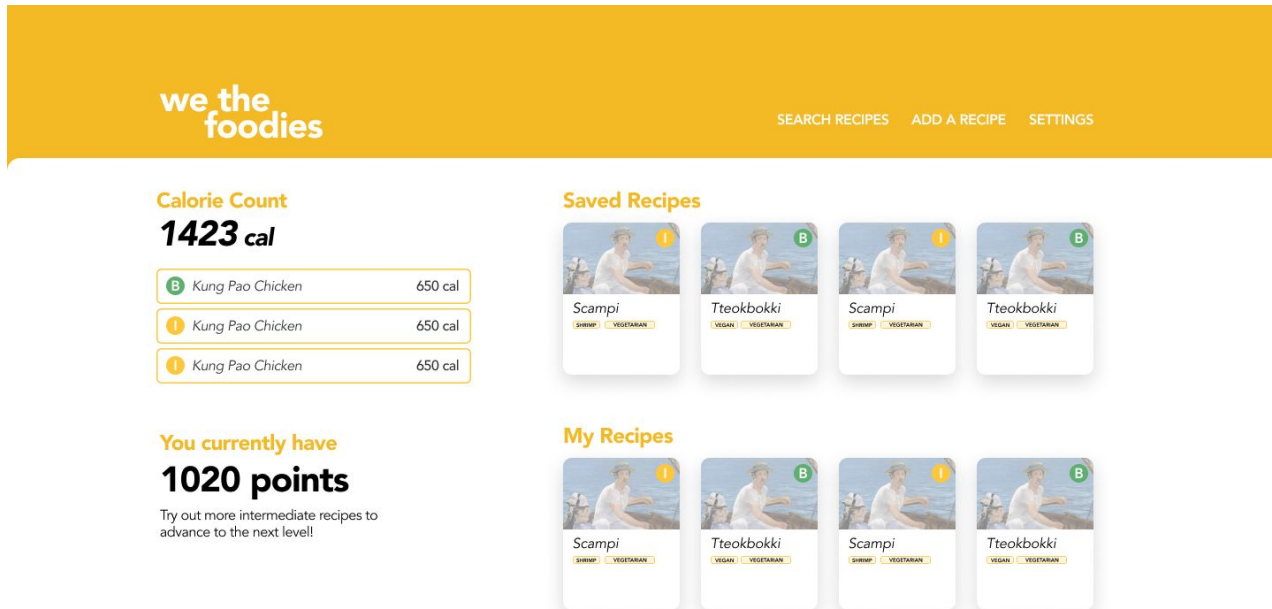 we the
foodies
SEARCH RECIPES ADD A RECIPE SETTINGS
Calorie Count
1423 cal
B Kung Pao Chicken 650 cal
I Kung Pao Chicken 650 cal
I Kung Pao Chicken 650 cal
You currently have
1020 points
Try out more intermediate recipes to
advance to the next level!
Saved Recipes
I B I B
Scampi Tteokbokki Scampi Tteokbokki
SHRIMP VEGETARIAN VEGAN VEGETARIAN SHRIMP VEGETARIAN VEGAN VEGETARIAN
My Recipes
I B I B
Scampi Tteokbokki Scampi Tteokbokki
SHRIMP VEGETARIAN VEGAN VEGETARIAN SHRIMP VEGETARIAN VEGAN VEGETARIAN